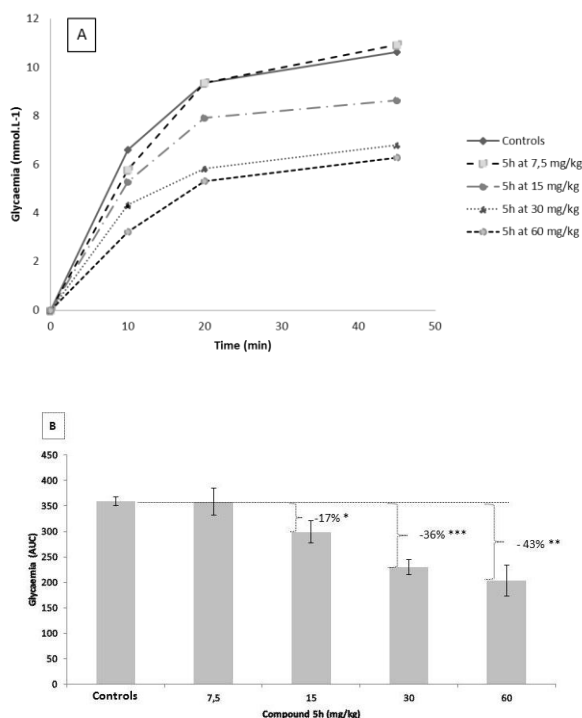 A
12
10
8
6
4
2
0
Glycaemia (mmol.L-1)
0 10 20 30 40 50
Time (min)
Controls
5h at 7,5 mg/kg
5h at 15 mg/kg
5h at 30 mg/kg
5h at 60 mg/kg
B
450
400
350
300
250
200
150
100
50
0
Glycaemia (AUC)
-17% *
-36% ***
- 43% **
Controls 7,5 15 30 60
Compound 5h (mg/kg)